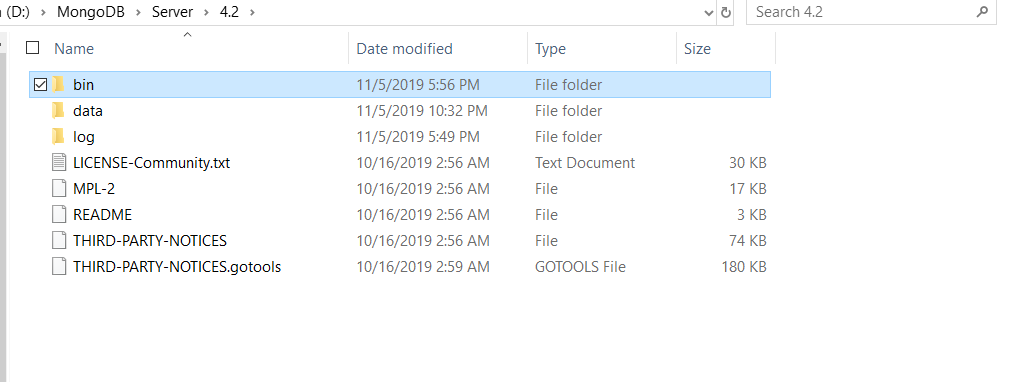 (D:) > MongoDB > Server > 4.2 >
Search 4.2
Name Date modified Type Size
bin 11/5/2019 5:56 PM File folder
data 11/5/2019 10:32 PM File folder
log 11/5/2019 5:49 PM File folder
LICENSE-Community.txt 10/16/2019 2:56 AM Text Document 30 KB
MPL-2 10/16/2019 2:56 AM File 17 KB
README 10/16/2019 2:56 AM File 3 KB
THIRD-PARTY-NOTICES 10/16/2019 2:56 AM File 74 KB
THIRD-PARTY-NOTICES.gotools 10/16/2019 2:59 AM GOTOOLS File 180 KB